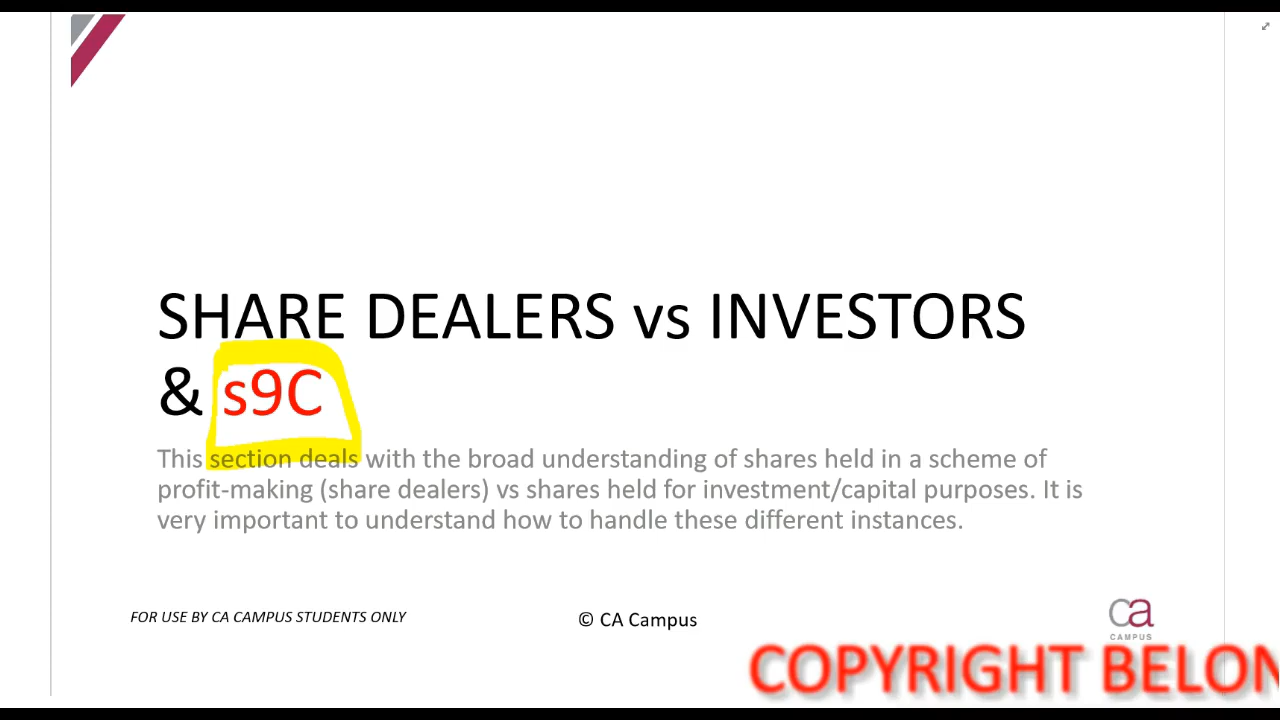 SHARE DEALERS vs INVESTORS
& s9C
This section deals with the broad understanding of shares held in a scheme of
profit-making (share dealers) vs shares held for investment/capital purposes. It is
very important to understand how to handle these different instances.
FOR USE BY CA CAMPUS STUDENTS ONLY
© CA Campus
ca
CAMPUS
COPYRIGHT BELON